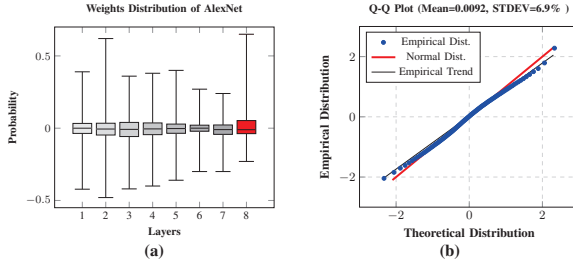 Weights Distribution of AlexNet
0.5
0
−0.5
Probability
1 2 3 4 5 6 7 8
Layers
(a)
Q-Q Plot (Mean=0.0092, STDEV=6.9% )
Empirical Dist.
Normal Dist.
Empirical Trend
2
0
−2
Empirical Distribution
−2 0 2
Theoretical Distribution
(b)